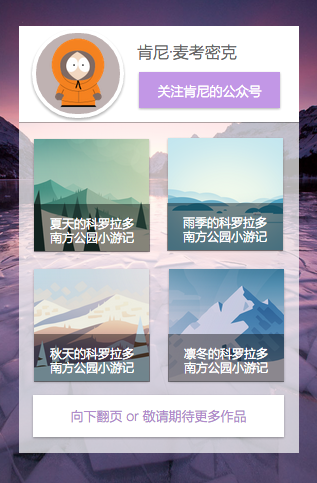 肯尼·麦考密克
关注肯尼的公众号
夏天的科罗拉多
南方公园小游记
雨季的科罗拉多
南方公园小游记
秋天的科罗拉多
南方公园小游记
凛冬的科罗拉多
南方公园小游记
向下翻页 or 敬请期待更多作品